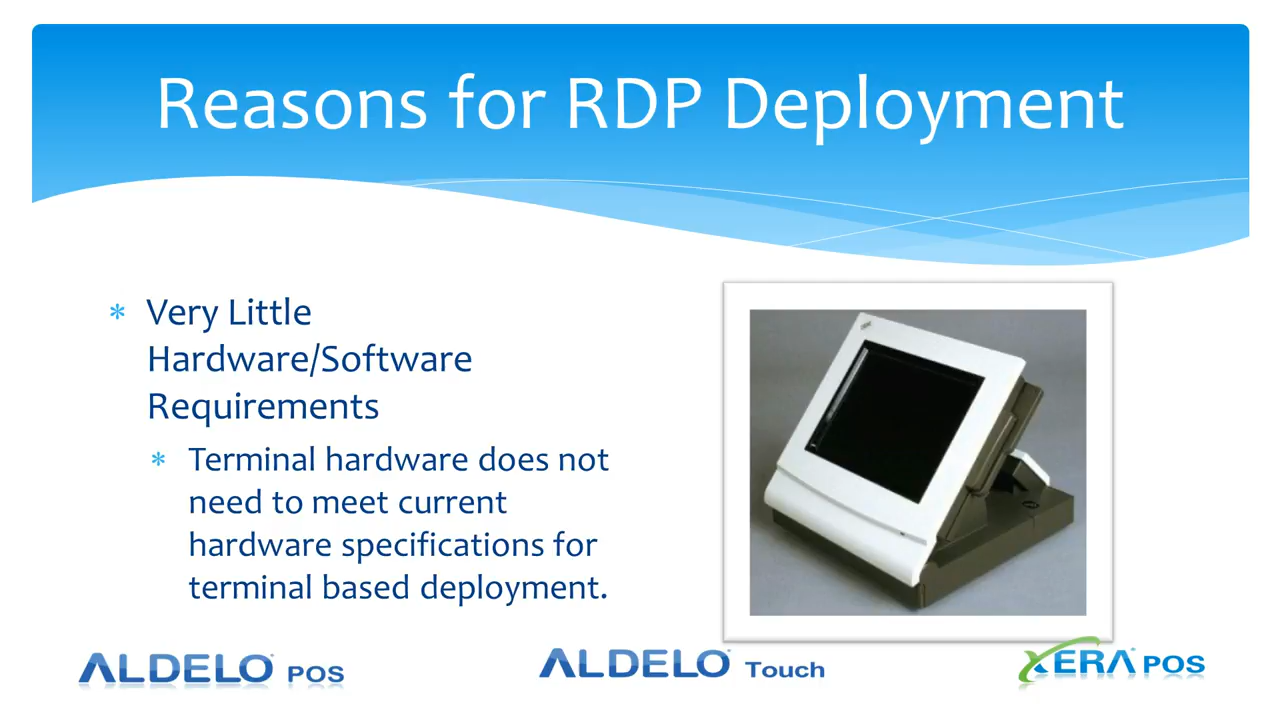 Reasons for RDP Deployment
* Very Little
Hardware/Software
Requirements
* Terminal hardware does not
need to meet current
hardware specifications for
terminal based deployment.
ALDELO POS
ALDELO Touch
XERA POS